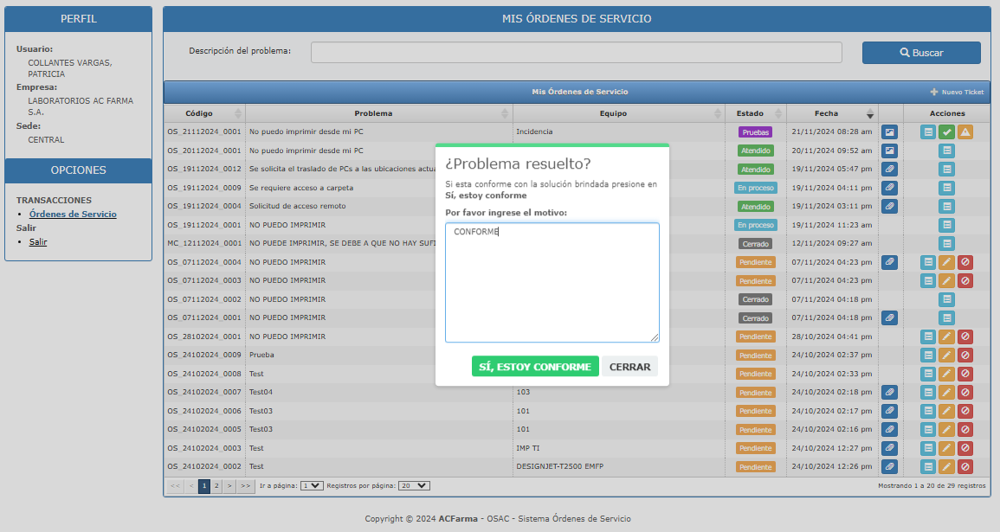 PERFIL
Usuario:
COLLANTES VARGAS,
PATRICIA
Empresa:
LABORATORIOS AC FARMA
S.A.
Sede:
CENTRAL
OPCIONES
TRANSACCIONES
Órdenes de Servicio
Salir
Salir
MIS ÓRDENES DE SERVICIO
Descripción del problema:
Buscar
Mis Órdenes de Servicio
Nuevo Ticket
Código Problema Equipo Estado Fecha Acciones
OS_21112024_0001 No puedo imprimir desde mi PC Incidencia Pruebas 21/11/2024 08:28 am
OS_20112024_0001 No puedo imprimir desde mi PC Atendido 20/11/2024 09:52 am
OS_19112024_0012 Se solicita el traslado de PCs a las ubicaciones actua Atendido 19/11/2024 05:47 pm
OS_19112024_0009 Se requiere acceso a carpeta En proceso 19/11/2024 04:11 pm
OS_19112024_0004 Solicitud de acceso remoto Atendido 19/11/2024 03:11 pm
OS_19112024_0001 NO PUEDO IMPRIMIR En proceso 19/11/2024 11:23 am
MC_12112024_0001 NO PUEDE IMPRIMIR, SE DEBE A QUE NO HAY SUFI Cerrado 12/11/2024 09:27 am
OS_07112024_0004 NO PUEDO IMPRIMIR Pendiente 07/11/2024 04:23 pm
OS_07112024_0003 NO PUEDO IMPRIMIR Pendiente 07/11/2024 04:23 pm
OS_07112024_0002 NO PUEDO IMPRIMIR Cerrado 07/11/2024 04:18 pm
OS_07112024_0001 NO PUEDO IMPRIMIR Cerrado 07/11/2024 04:18 pm
OS_28102024_0001 NO PUEDO IMPRIMIR Pendiente 28/10/2024 04:41 pm
OS_24102024_0009 Prueba Pendiente 24/10/2024 02:37 pm
OS_24102024_0008 Test Pendiente 24/10/2024 02:33 pm
OS_24102024_0007 Test04 103 Pendiente 24/10/2024 02:18 pm
OS_24102024_0006 Test03 101 Pendiente 24/10/2024 02:17 pm
OS_24102024_0005 Test03 101 Pendiente 24/10/2024 02:16 pm
OS_24102024_0003 Test IMP TI Pendiente 24/10/2024 12:27 pm
OS_24102024_0002 Test DESIGNJET-T2500 EMFP Pendiente 24/10/2024 12:26 pm
<< < 1 2 > >> Ir a página: 1 Registros por página: 20 Mostrando 1 a 20 de 29 registros
¿Problema resuelto?
Si esta conforme con la solución brindada presione en
Sí, estoy conforme
Por favor ingrese el motivo:
CONFORME
SÍ, ESTOY CONFORME
CERRAR
Copyright © 2024 ACFarma - OSAC - Sistema Órdenes de Servicio